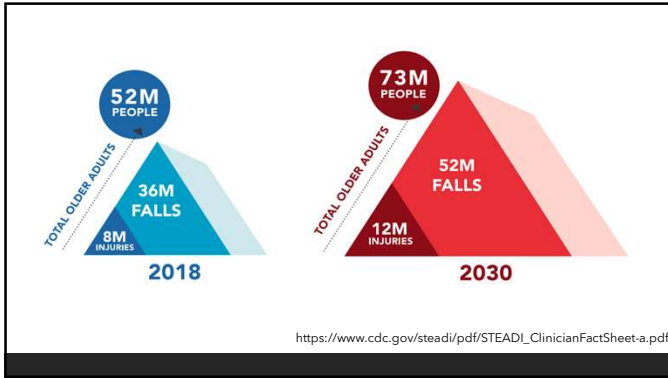 52M
PEOPLE
TOTAL OLDER ADULTS
36M
FALLS
8M
INJURIES
2018
73M
PEOPLE
TOTAL OLDER ADULTS
52M
FALLS
12M
INJURIES
2030
https://www.cdc.gov/steadi/pdf/STEADI_ClinicianFactSheet-a.pdf